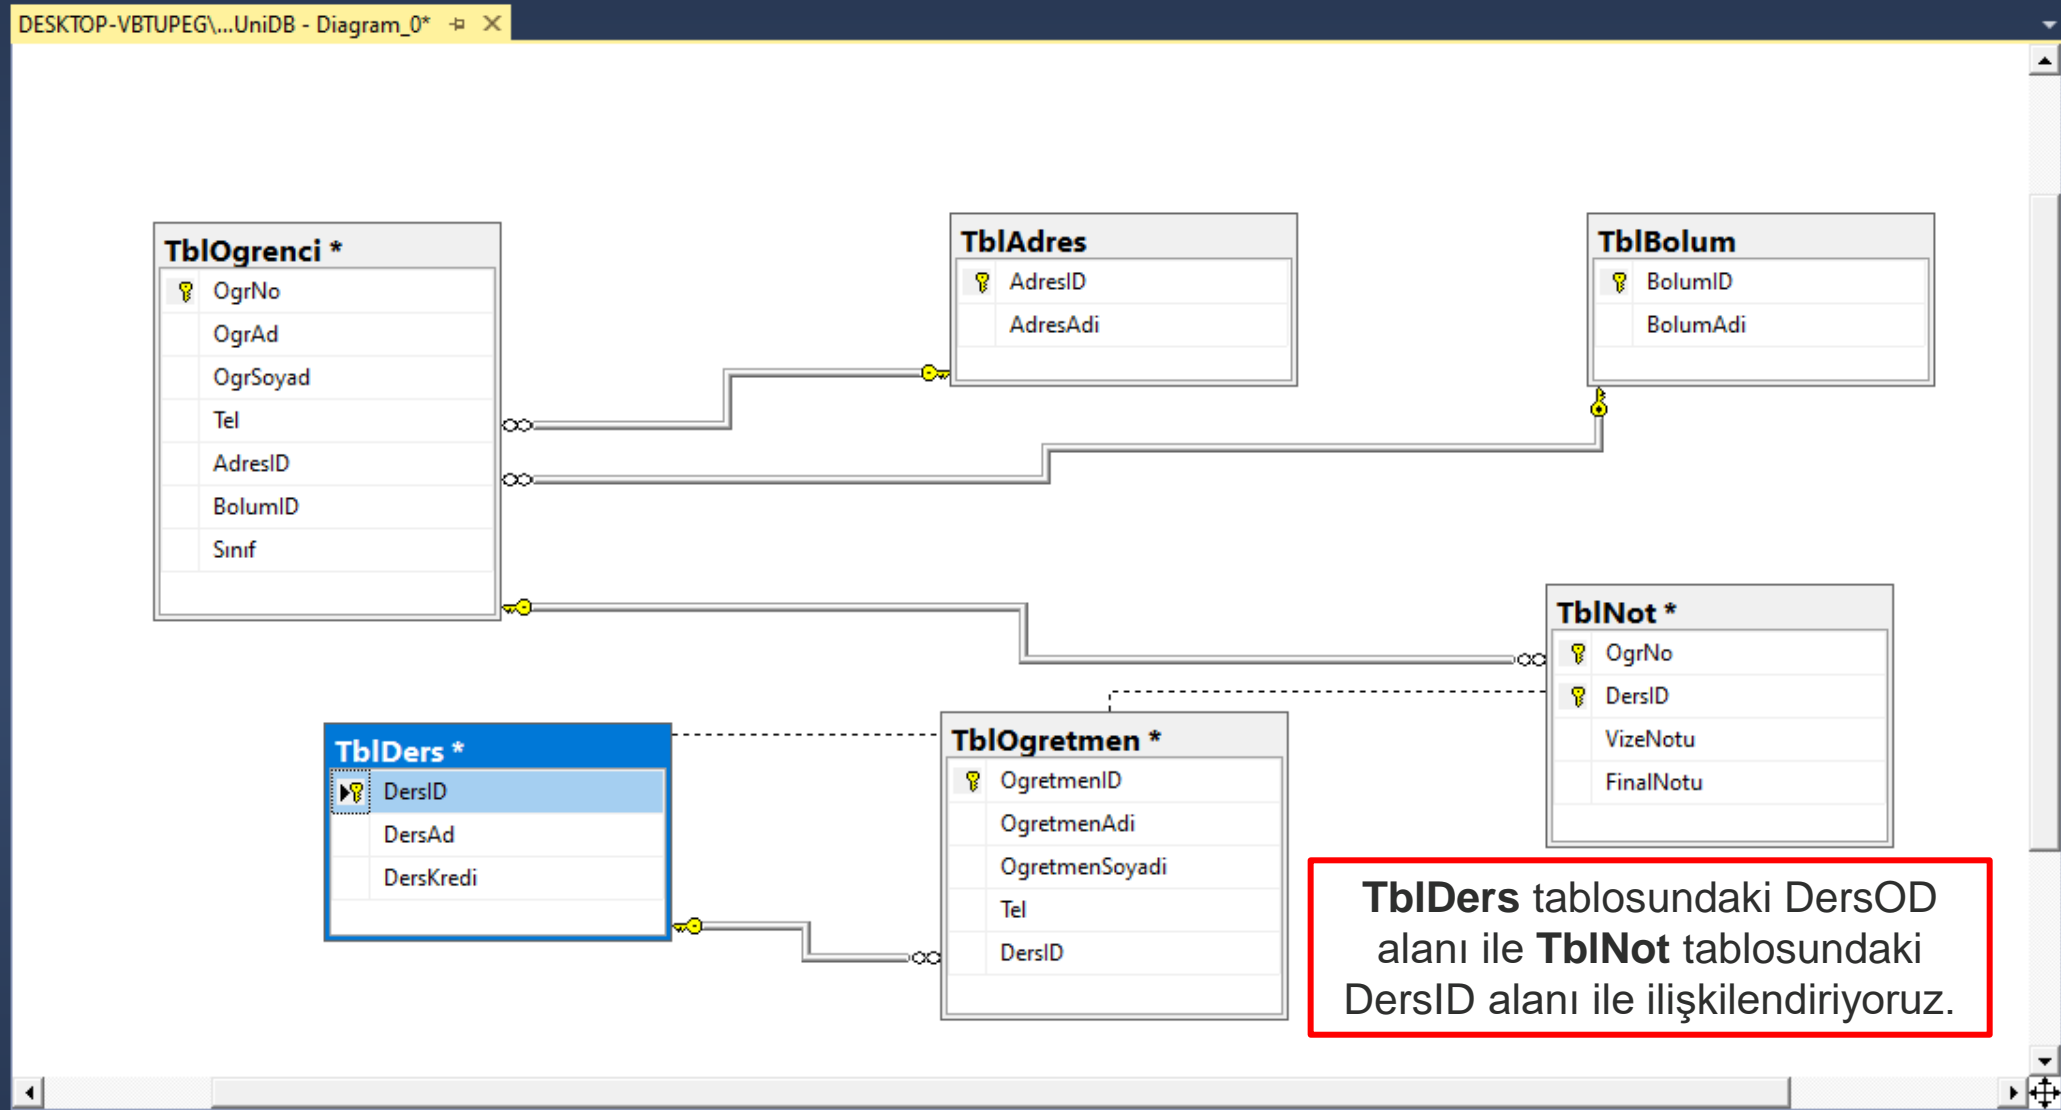 DESKTOP-VBTUPEG\...UniDB - Diagram_0*
TblOgrenci *
OgrNo
OgrAd
OgrSoyad
Tel
AdresID
BolumID
Sınıf
TblAdres
AdresID
AdresAdi
TblBolum
BolumID
BolumAdi
TblDers *
DersID
DersAd
DersKredi
TblOgretmen *
OgretmenID
OgretmenAdi
OgretmenSoyadi
Tel
DersID
TblNot *
OgrNo
DersID
VizeNotu
FinalNotu
TblDers tablosundaki DersOD
alanı ile TblNot tablosundaki
DersID alanı ile ilişkilendiriyoruz.